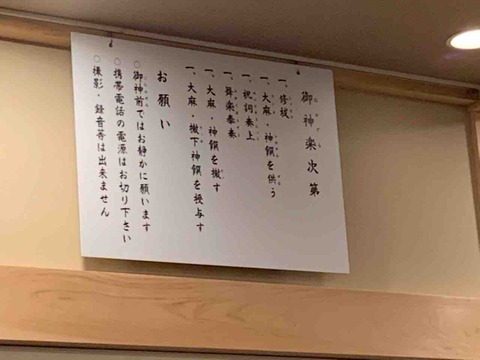 御神楽次第
一、修祓
一、大麻・神饌を供う
一、祝詞奏上
一、舞楽奉奏
一、大麻・神饌を撤す
一、大麻・撤下神饌を授与す
お願い
○御神前ではお静かに願います
○携帯電話の電源はお切り下さい
○撮影・録音等は出来ません